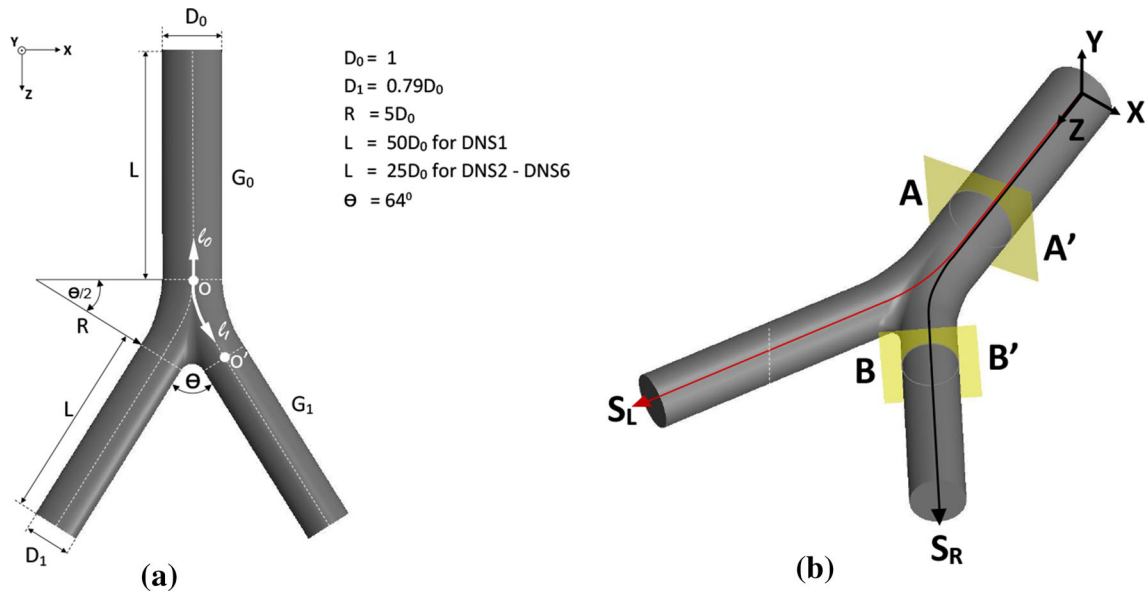 Y
X
Z
D₀
D₀ = 1
D₁ = 0.79D₀
R = 5D₀
L = 50D₀ for DNS1
L = 25D₀ for DNS2 - DNS6
Ɵ = 64⁰
L
G₀
ℓ₀
O
Ɵ/2
R
ℓ₁
O'
Ɵ
L
G₁
D₁
(a)
Y
X
Z
A
A’
B
B’
S_L
S_R
(b)